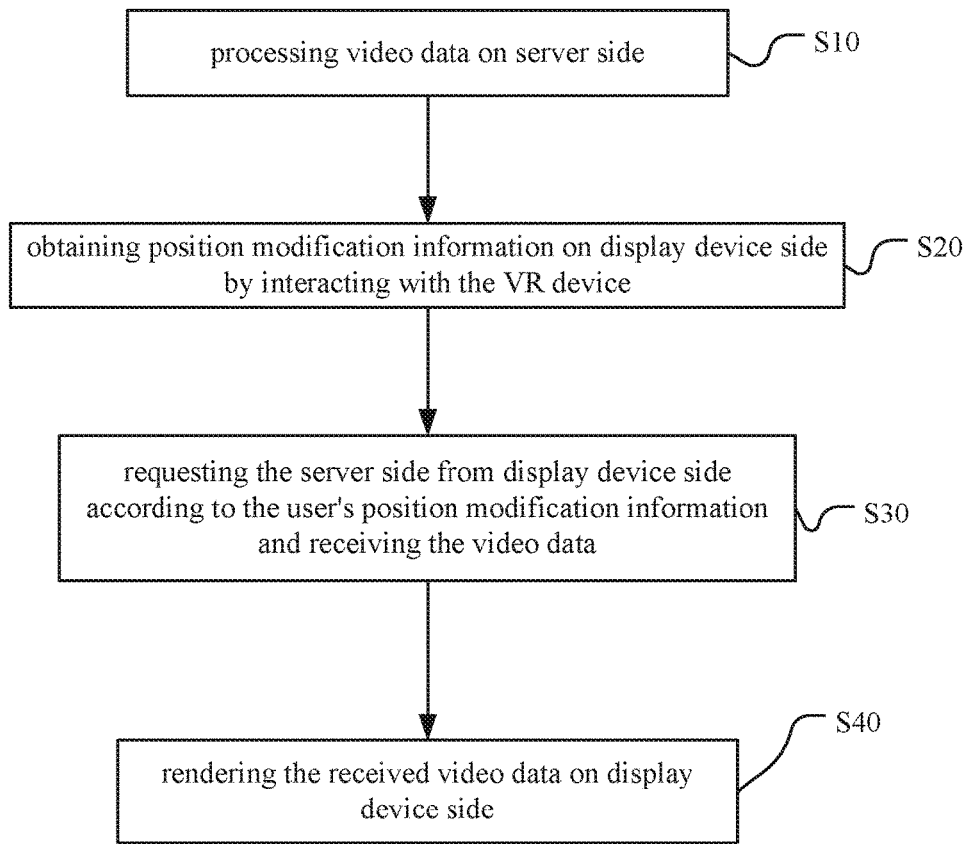 processing video data on server side
S10
obtaining position modification information on display device side
by interacting with the VR device
S20
requesting the server side from display device side
according to the user's position modification information
and receiving the video data
S30
rendering the received video data on display
device side
S40